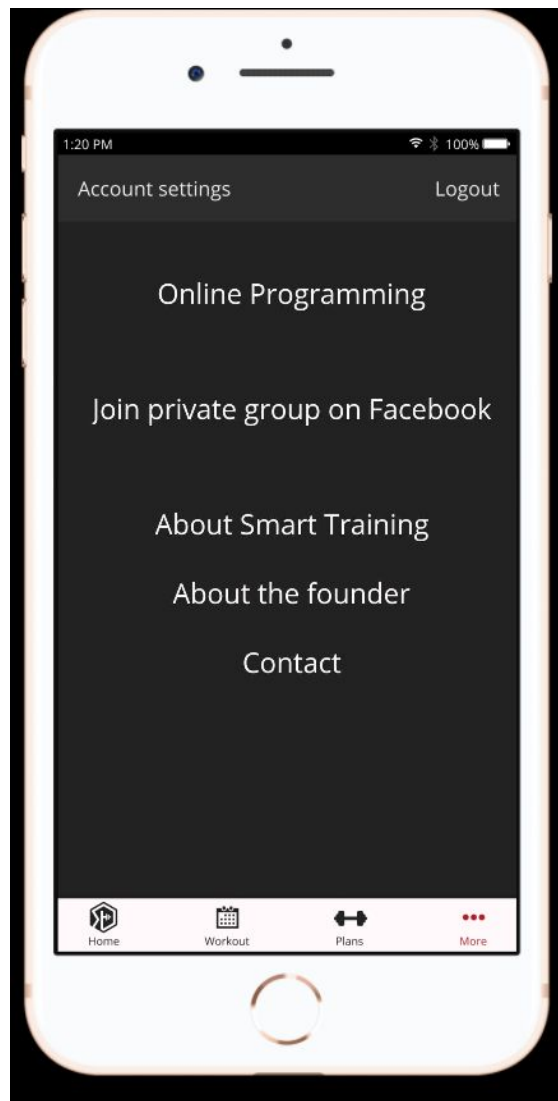 1:20 PM 100%
Account settings Logout
Online Programming
Join private group on Facebook
About Smart Training
About the founder
Contact
Home Workout Plans More